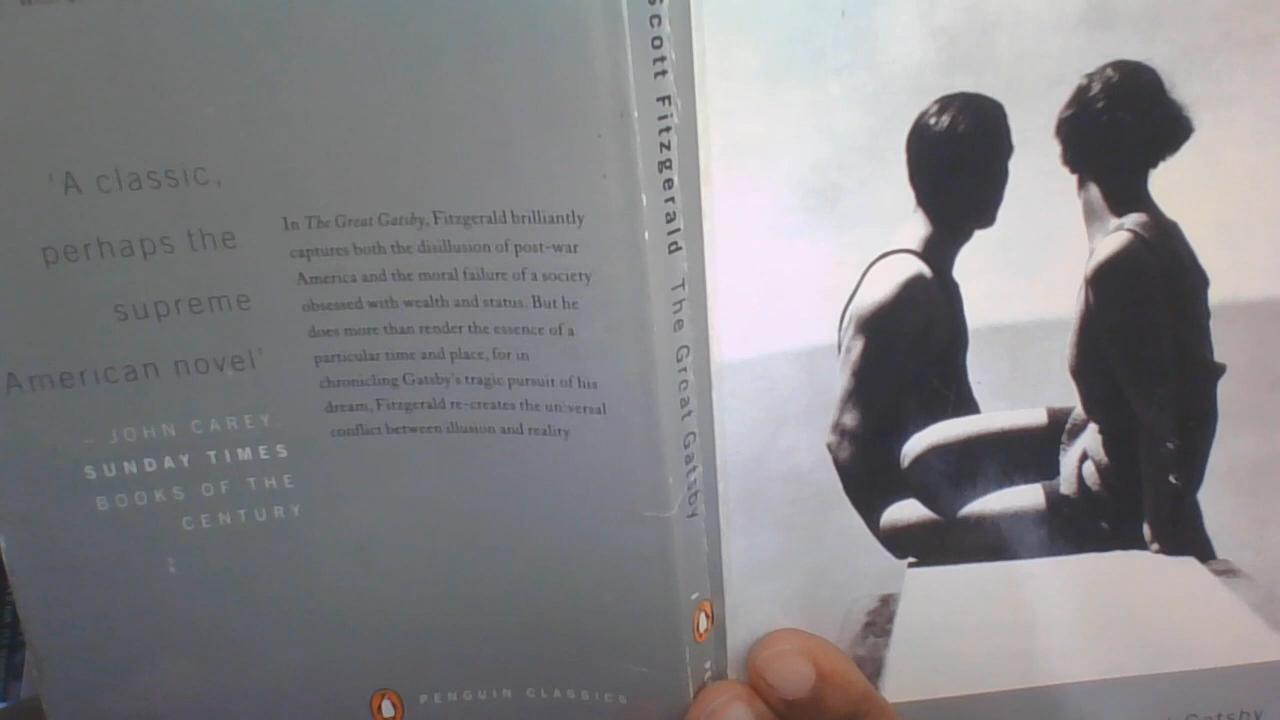 'A classic,
perhaps the
supreme
American novel'
– JOHN CAREY,
SUNDAY TIMES
BOOKS OF THE
CENTURY
In The Great Gatsby, Fitzgerald brilliantly
captures both the disillusion of post-war
America and the moral failure of a society
obsessed with wealth and status. But he
does more than render the essence of a
particular time and place, for in
chronicling Gatsby's tragic pursuit of his
dream, Fitzgerald re-creates the universal
conflict between illusion and reality
PENGUIN CLASSICS
Scott Fitzgerald The Great Gatsby
Gatsby